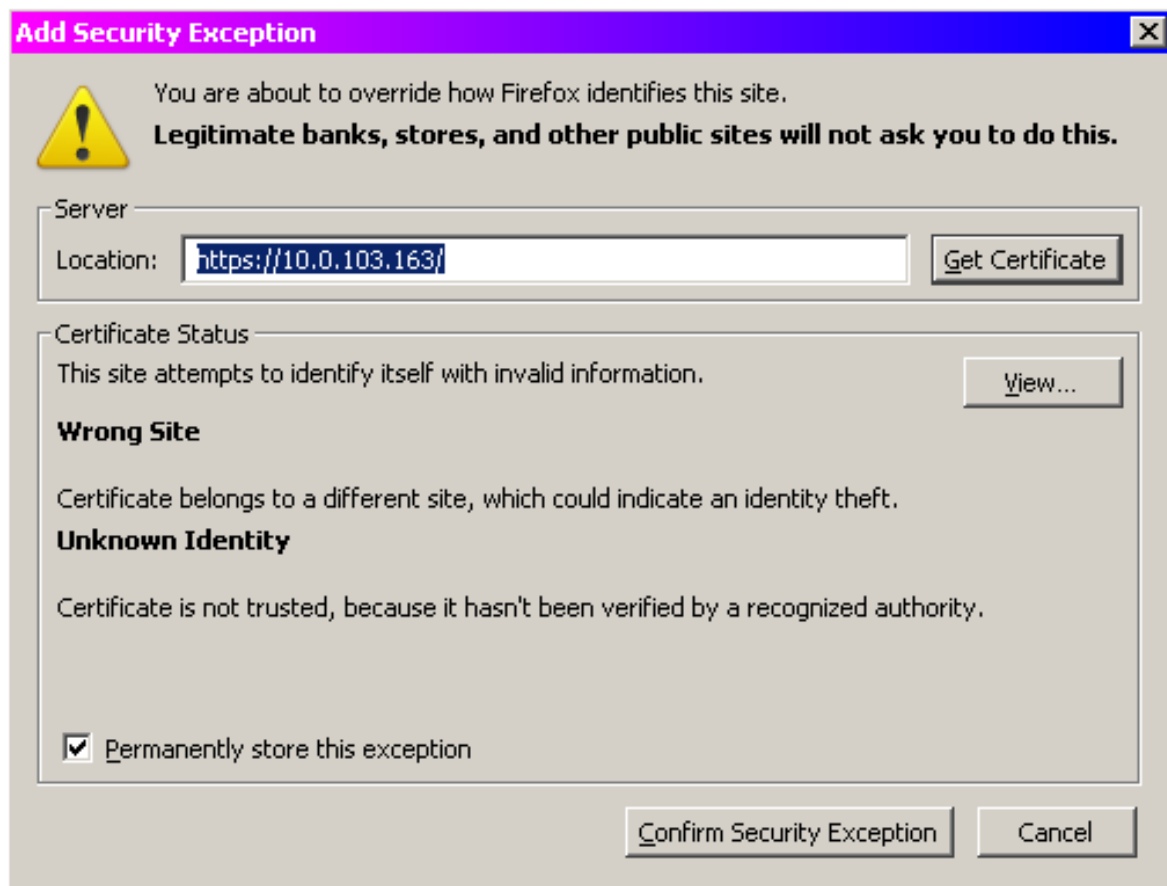 Add Security Exception
You are about to override how Firefox identifies this site.
Legitimate banks, stores, and other public sites will not ask you to do this.
Server
Location: https://10.0.103.163/ Get Certificate
Certificate Status
This site attempts to identify itself with invalid information.
View...
Wrong Site
Certificate belongs to a different site, which could indicate an identity theft.
Unknown Identity
Certificate is not trusted, because it hasn't been verified by a recognized authority.
Permanently store this exception
Confirm Security Exception Cancel